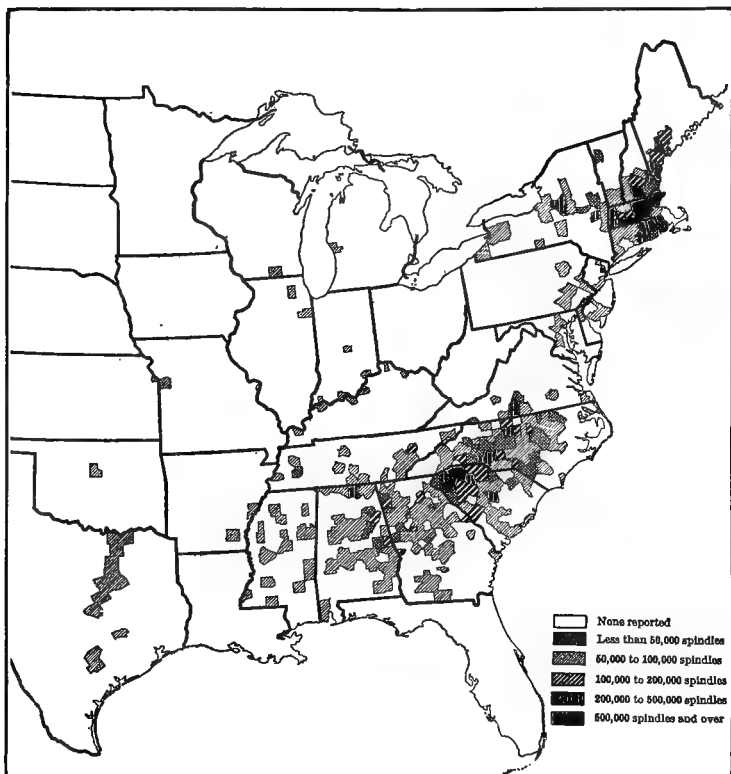 None reported
Less than 50,000 spindles
50,000 to 100,000 spindles
100,000 to 200,000 spindles
200,000 to 500,000 spindles
500,000 spindles and over